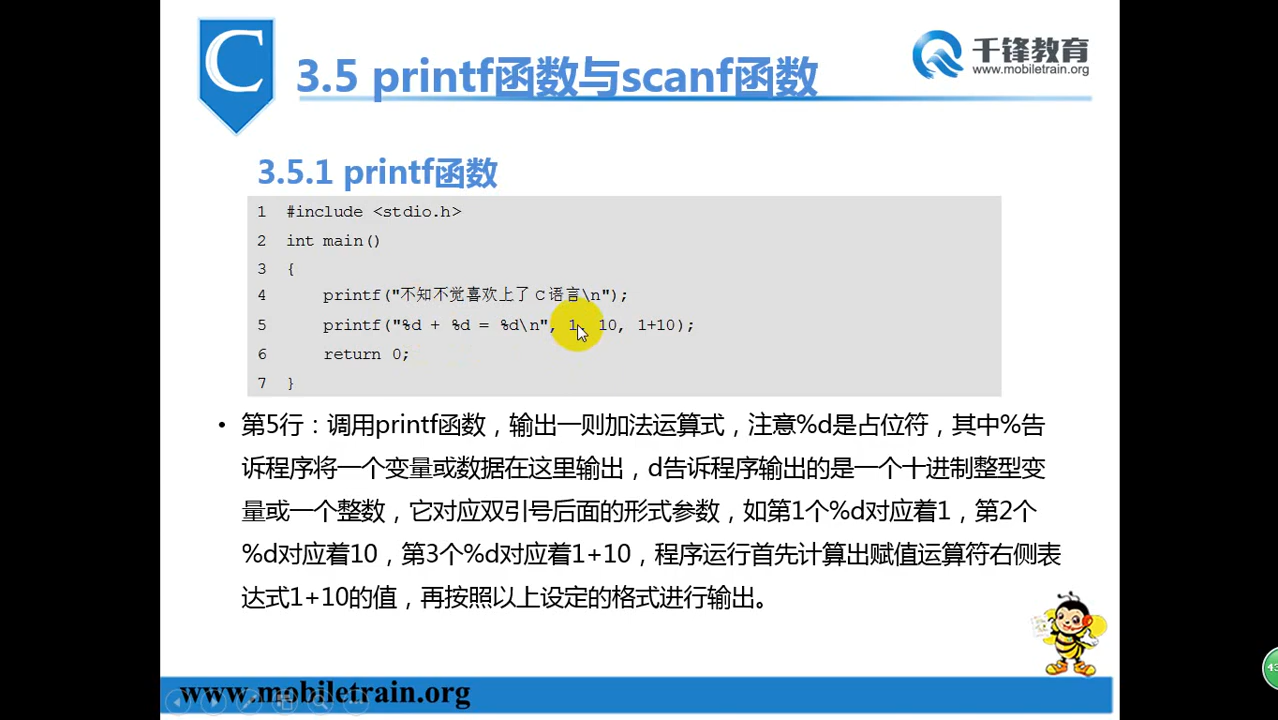 C
3.5 printf函数与scanf函数
千锋教育
www.mobiletrain.org
3.5.1 printf函数
1 #include <stdio.h>
2 int main()
3 {
4 printf("不知不觉喜欢上了C语言\n");
5 printf("%d + %d = %d\n", 1, 10, 1+10);
6 return 0;
7 }
• 第5行：调用printf函数，输出一则加法运算式，注意%d是占位符，其中%告
诉程序将一个变量或数据在这里输出，d告诉程序输出的是一个十进制整型变
量或一个整数，它对应双引号后面的形式参数，如第1个%d对应着1，第2个
%d对应着10，第3个%d对应着1+10，程序运行首先计算出赋值运算符右侧表
达式1+10的值，再按照以上设定的格式进行输出。
www.mobiletrain.org